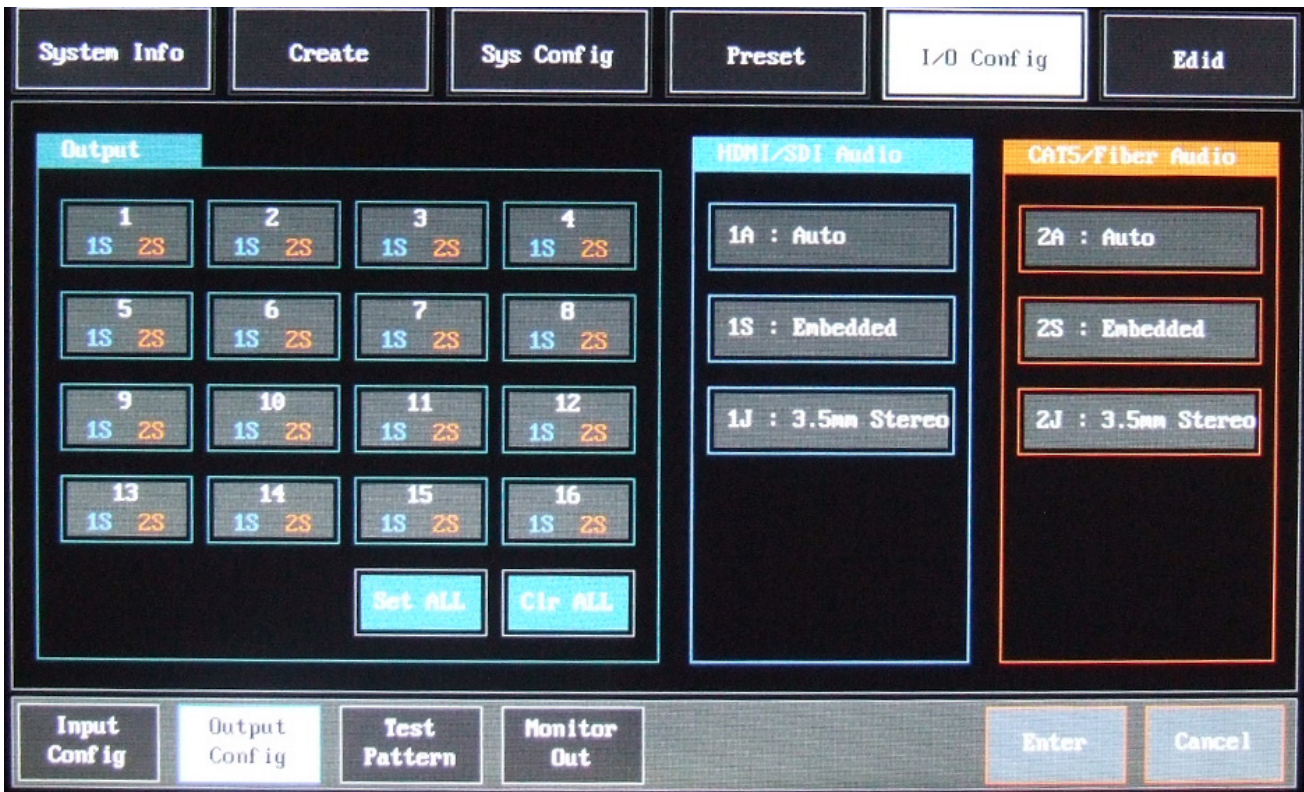 System Info
Create
Sys Config
Preset
I/O Config
Edid
Output
HDMI/SDI Audio
CAT5/Fiber Audio
1
1S 2S
2
1S 2S
3
1S 2S
4
1S 2S
1A : Auto
2A : Auto
5
1S 2S
6
1S 2S
7
1S 2S
8
1S 2S
1S : Embedded
2S : Embedded
9
1S 2S
10
1S 2S
11
1S 2S
12
1S 2S
1J : 3.5mm Stereo
2J : 3.5mm Stereo
13
1S 2S
14
1S 2S
15
1S 2S
16
1S 2S
Set ALL
Clr ALL
Input
Config
Output
Config
Test
Pattern
Monitor
Out
Enter
Cancel